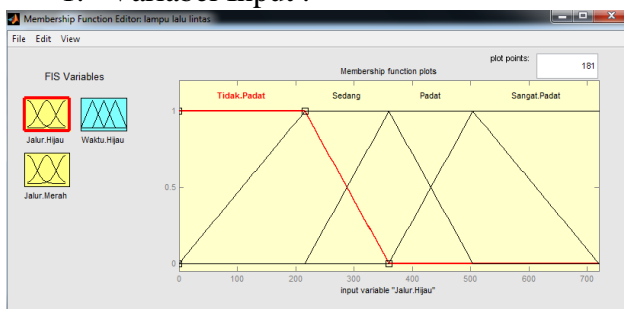 1. Variabel Input :
Membership Function Editor: lampu lalu lintas
File Edit View
FIS Variables
Jalur.Hijau Waktu.Hijau
Jalur.Merah
plot points: 181
Membership function plots
Tidak.Padat Sedang Padat Sangat.Padat
1
0.5
0
0 100 200 300 400 500 600 700
input variable "Jalur.Hijau"